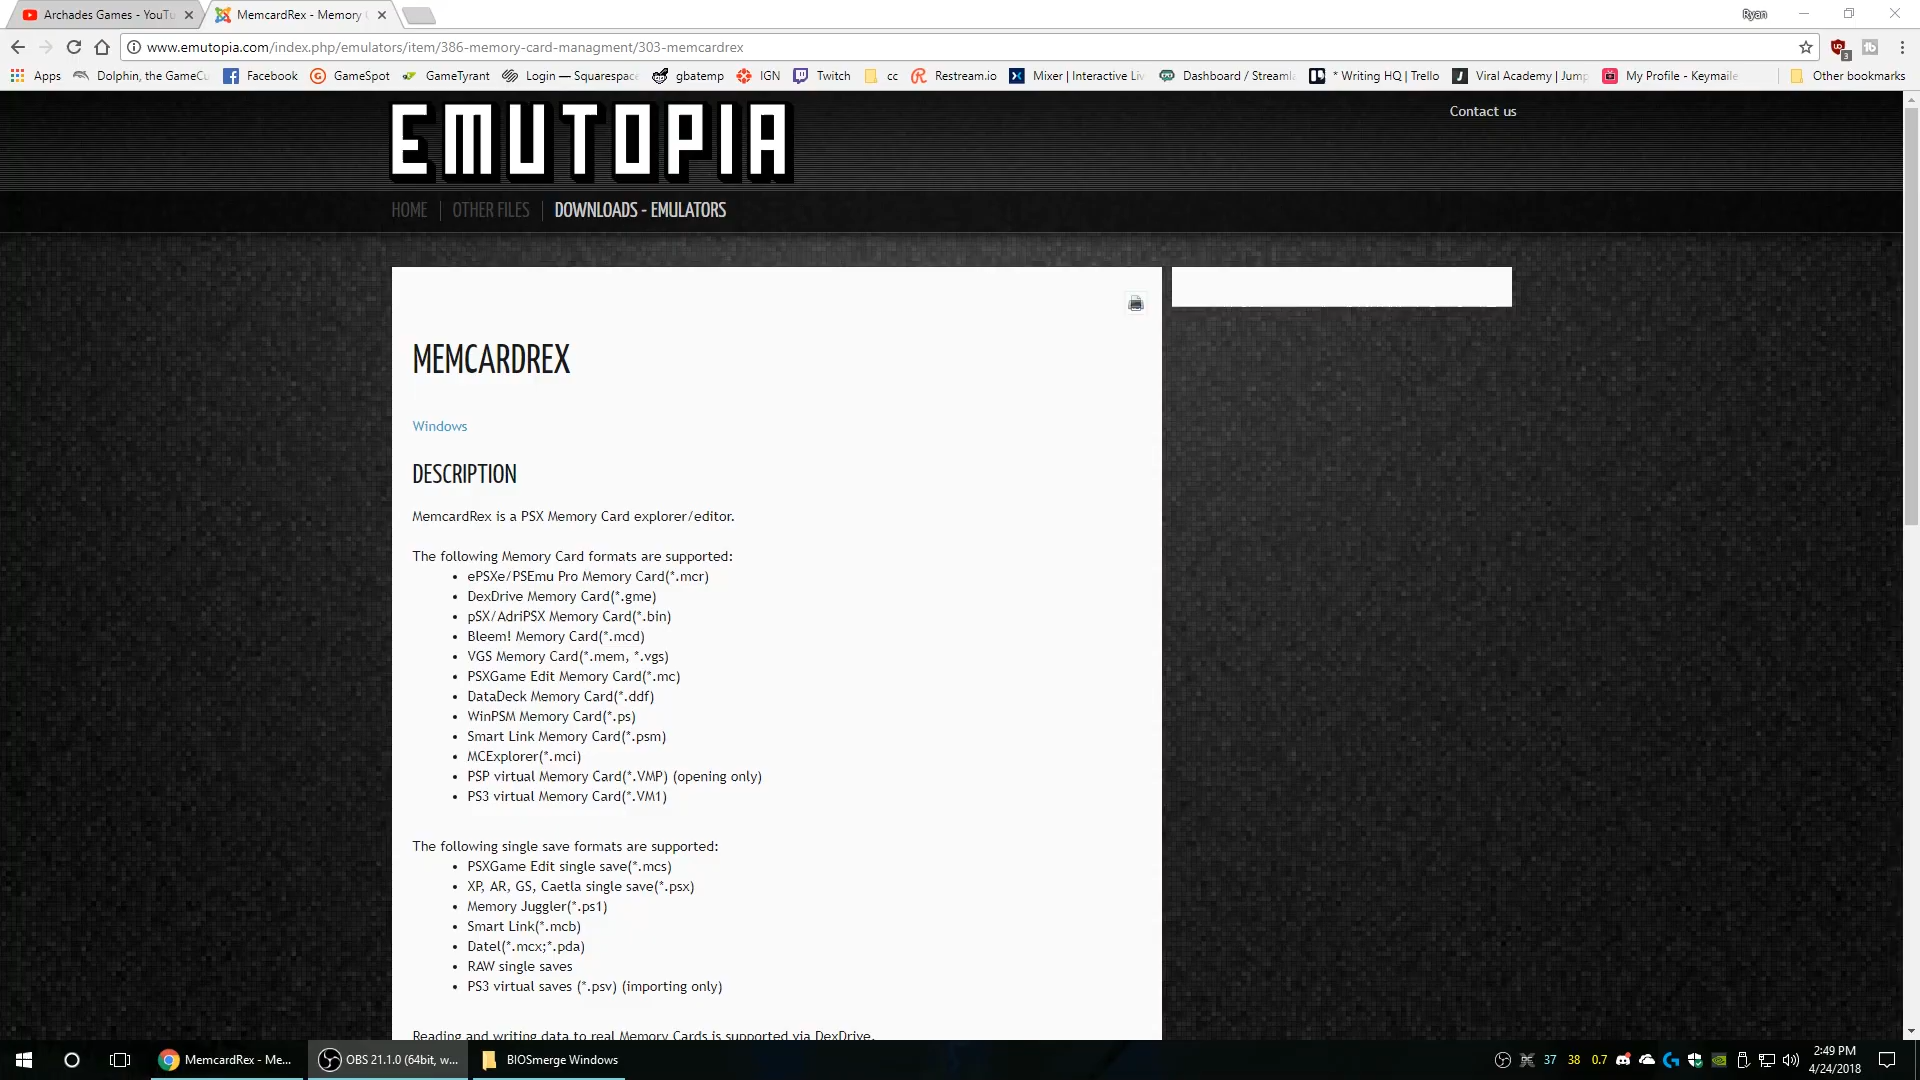 Archades Games - YouTu
MemcardRex - Memory
Ryan
www.emutopia.com/index.php/emulators/item/386-memory-card-managment/303-memcardrex
3
Apps
Dolphin, the GameCu
Facebook
GameSpot
GameTyrant
Login — Squarespace
gbatemp
IGN
Twitch
cc
Restream.io
Mixer | Interactive Liv
Dashboard / Streamla
* Writing HQ | Trello
Viral Academy | Jump
My Profile - Keymaile
Other bookmarks
EMUTOPIA
Contact us
HOME
OTHER FILES
DOWNLOADS - EMULATORS
MEMCARDREX
Windows
DESCRIPTION
MemcardRex is a PSX Memory Card explorer/editor.
The following Memory Card formats are supported:
• ePSXe/PSEmu Pro Memory Card(*.mcr)
• DexDrive Memory Card(*.gme)
• pSX/AdriPSX Memory Card(*.bin)
• Bleem! Memory Card(*.mcd)
• VGS Memory Card(*.mem, *.vgs)
• PSXGame Edit Memory Card(*.mc)
• DataDeck Memory Card(*.ddf)
• WinPSM Memory Card(*.ps)
• Smart Link Memory Card(*.psm)
• MCExplorer(*.mci)
• PSP virtual Memory Card(*.VMP) (opening only)
• PS3 virtual Memory Card(*.VM1)
The following single save formats are supported:
• PSXGame Edit single save(*.mcs)
• XP, AR, GS, Caetla single save(*.psx)
• Memory Juggler(*.ps1)
• Smart Link(*.mcb)
• Datel(*.mcx;*.pda)
• RAW single saves
• PS3 virtual saves (*.psv) (importing only)
Reading and writing data to real Memory Cards is supported via DexDrive.
MemcardRex - Me...
OBS 21.1.0 (64bit, w...
BIOSmerge Windows
37
38
0.7
2:49 PM
4/24/2018